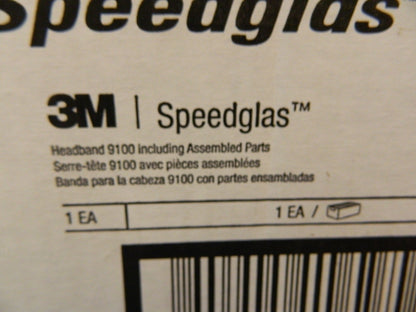 Speedglas
3M | Speedglas™
Headband 9100 including Assembled Parts
Serre-tête 9100 avec pièces assemblées
Banda para la cabeza 9100 con partes ensambladas
1 EA 1 EA /